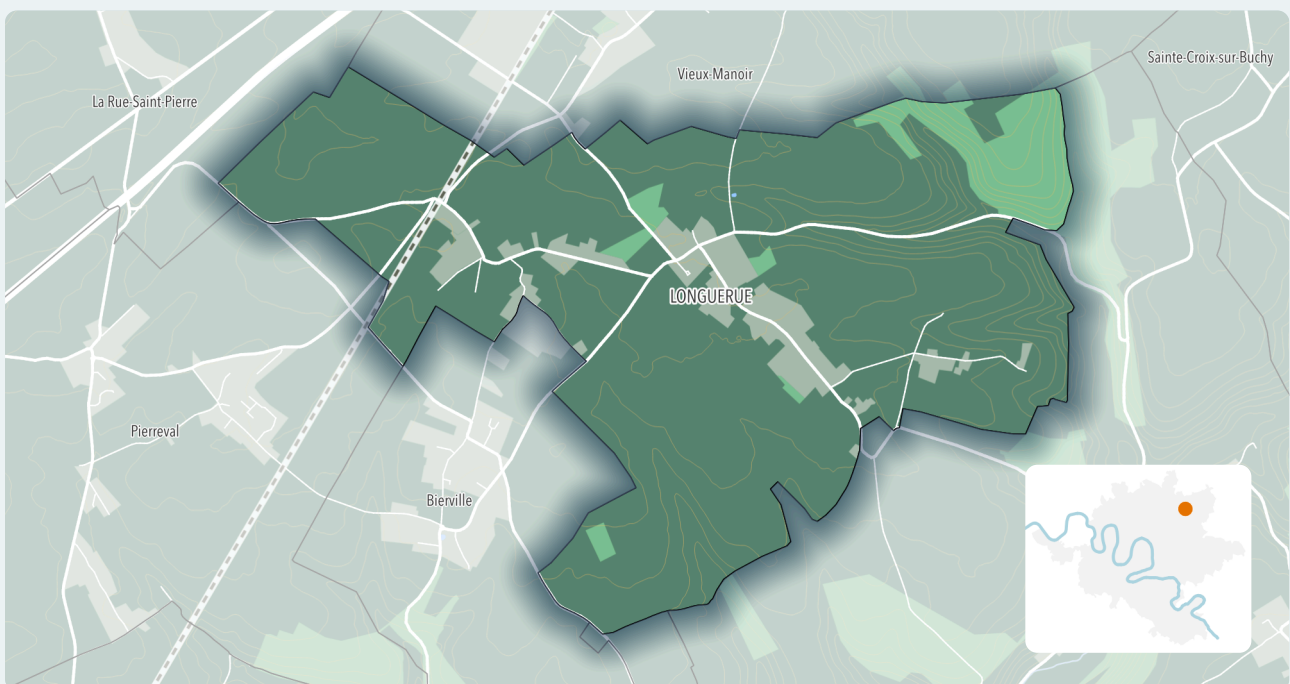 Sainte-Croix-sur-Buchy
Vieux-Manoir
La Rue-Saint-Pierre
LONGUERUE
Pierreval
Bierville